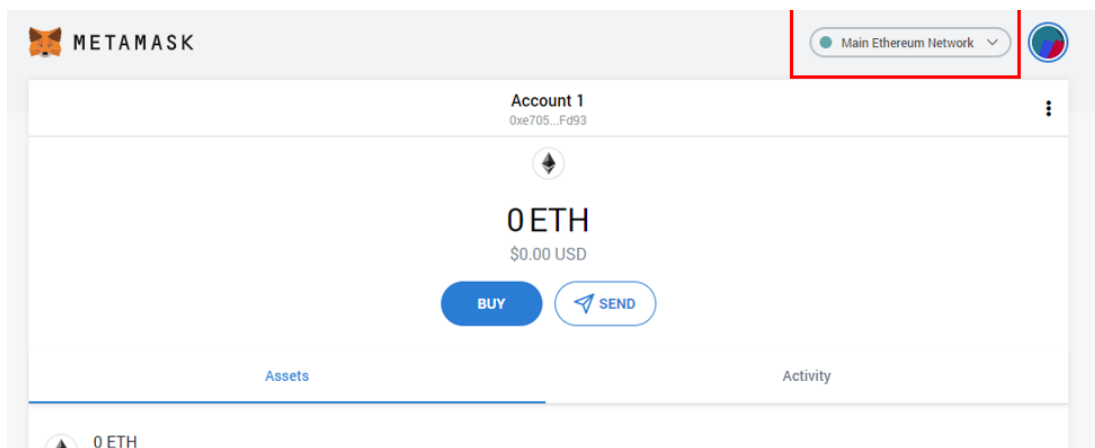 METAMASK
Main Ethereum Network
Account 1
0xe705...Fd93
0 ETH
$0.00 USD
BUY
SEND
Assets
Activity
0 ETH